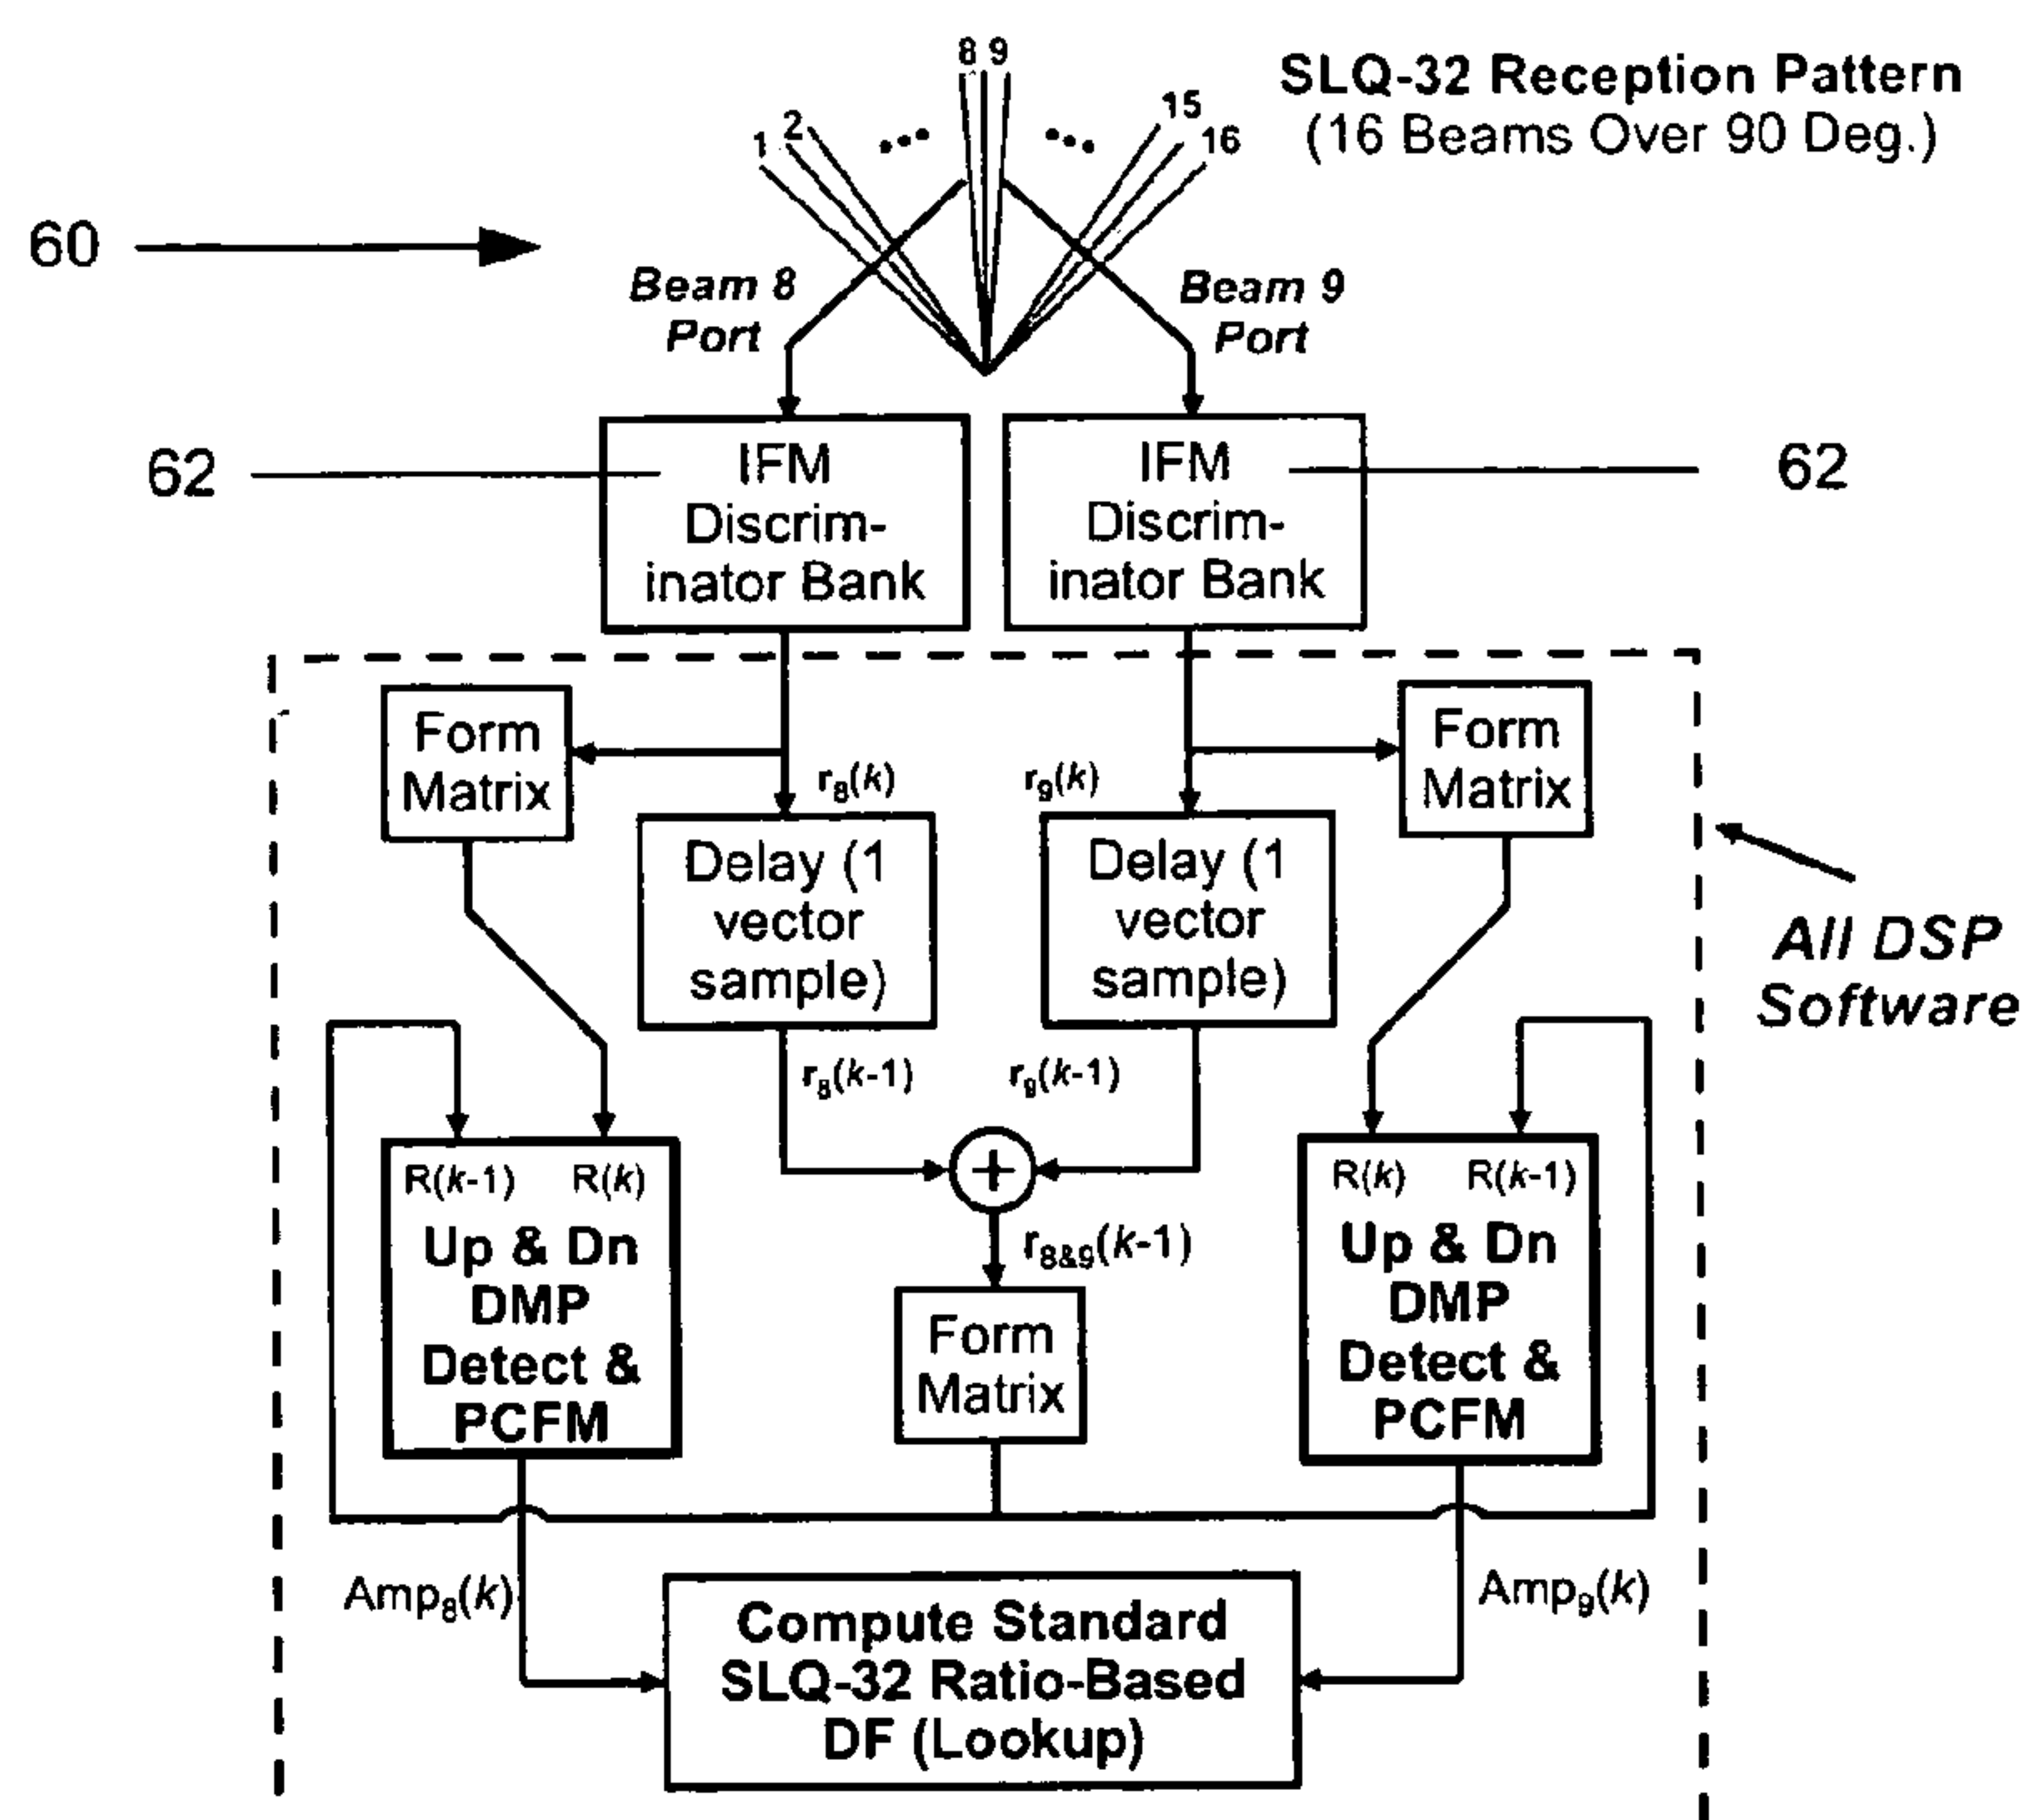 8 9
SLQ-32 Reception Pattern
(16 Beams Over 90 Deg.)
1 2
15
16
60
Beam 8
Port
Beam 9
Port
62
IFM
Discrim-
inator Bank
IFM
Discrim-
inator Bank
62
Form
Matrix
r8(k)
r9(k)
Form
Matrix
Delay (1
vector
sample)
Delay (1
vector
sample)
All DSP
Software
r8(k-1)
r9(k-1)
R(k-1) R(k)
Up & Dn
DMP
Detect &
PCFM
+
r8&9(k-1)
Form
Matrix
R(k) R(k-1)
Up & Dn
DMP
Detect &
PCFM
Amp8(k)
Amp9(k)
Compute Standard
SLQ-32 Ratio-Based
DF (Lookup)